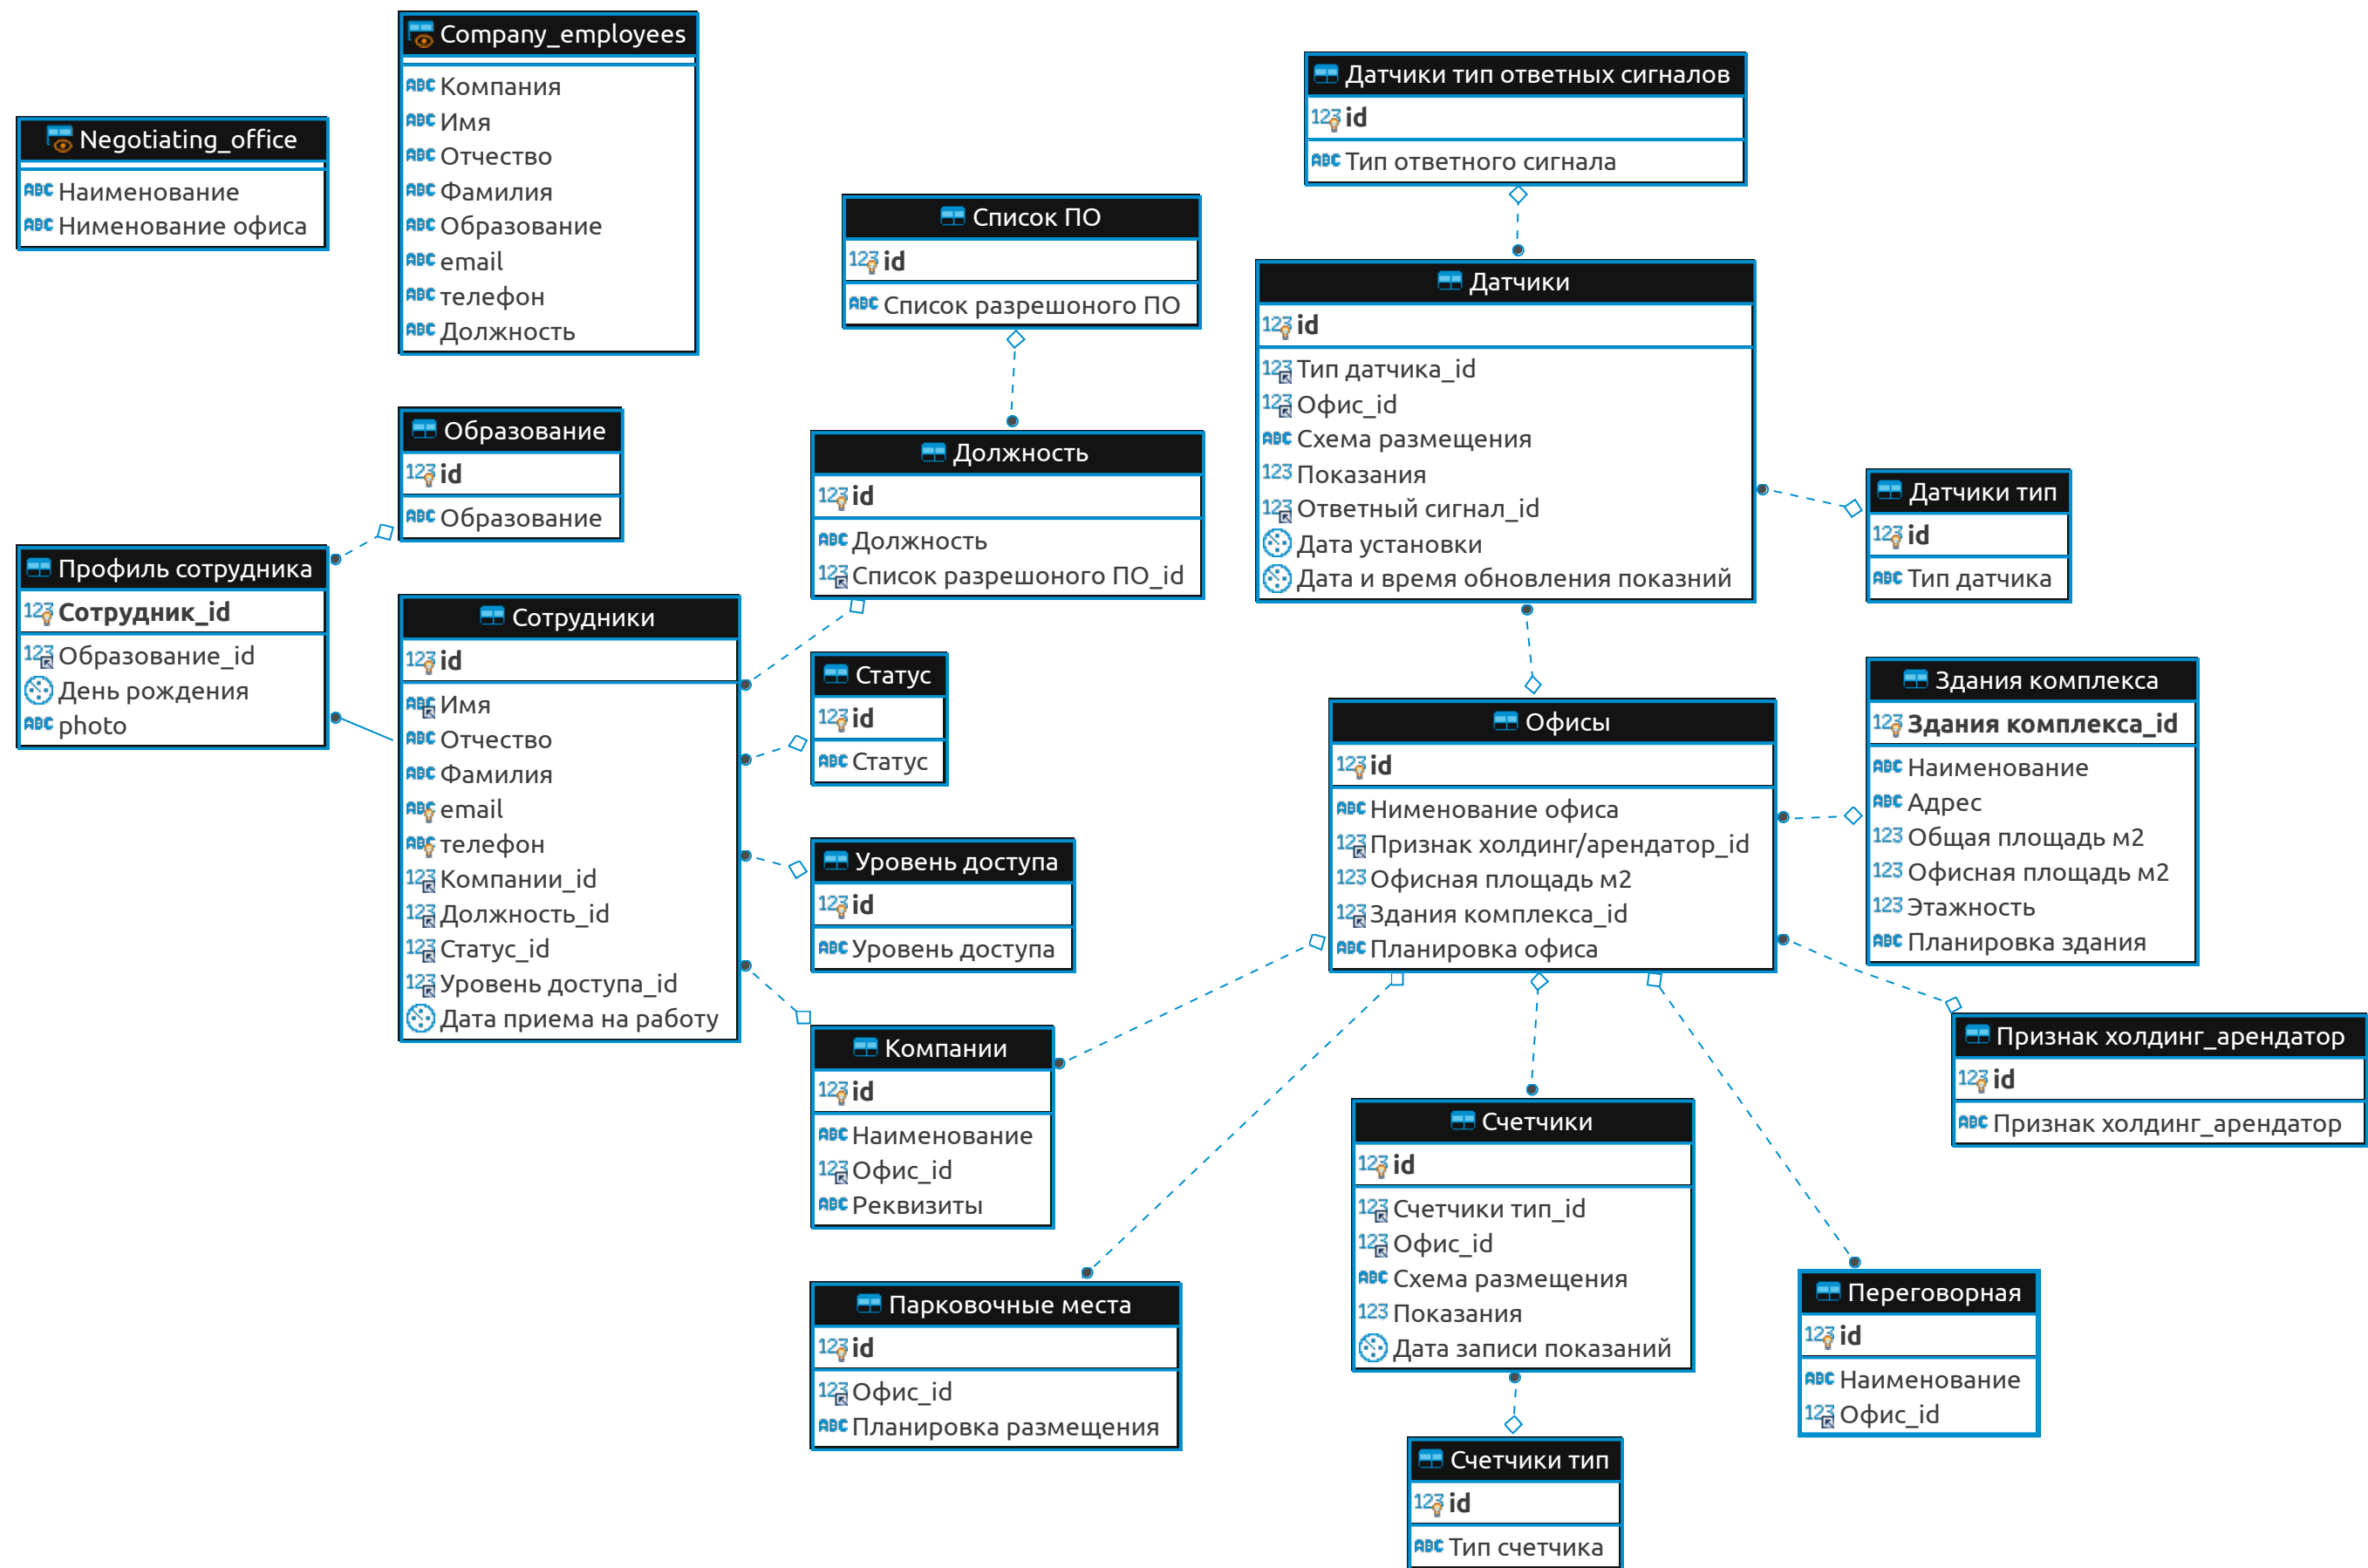 Company_employees
Компания
Имя
Отчество
Фамилия
Образование
email
телефон
Должность
Negotiating_office
Наименование
Нименование офиса
Список ПО
id
Список разрешоного ПО
Датчики тип ответных сигналов
id
Тип ответного сигнала
Датчики
id
Тип датчика_id
Офис_id
Схема размещения
Показания
Ответный сигнал_id
Дата установки
Дата и время обновления показний
Датчики тип
id
Тип датчика
Образование
id
Образование
Должность
id
Должность
Список разрешоного ПО_id
Профиль сотрудника
Сотрудник_id
Образование_id
День рождения
photo
Сотрудники
id
Имя
Отчество
Фамилия
email
телефон
Компании_id
Должность_id
Статус_id
Уровень доступа_id
Дата приема на работу
Статус
id
Статус
Уровень доступа
id
Уровень доступа
Офисы
id
Нименование офиса
Признак холдинг/арендатор_id
Офисная площадь м2
Здания комплекса_id
Планировка офиса
Здания комплекса
Здания комплекса_id
Наименование
Адрес
Общая площадь м2
Офисная площадь м2
Этажность
Планировка здания
Компании
id
Наименование
Офис_id
Реквизиты
Признак холдинг_арендатор
id
Признак холдинг_арендатор
Счетчики
id
Счетчики тип_id
Офис_id
Схема размещения
Показания
Дата записи показаний
Парковочные места
id
Офис_id
Планировка размещения
Переговорная
id
Наименование
Офис_id
Счетчики тип
id
Тип счетчика